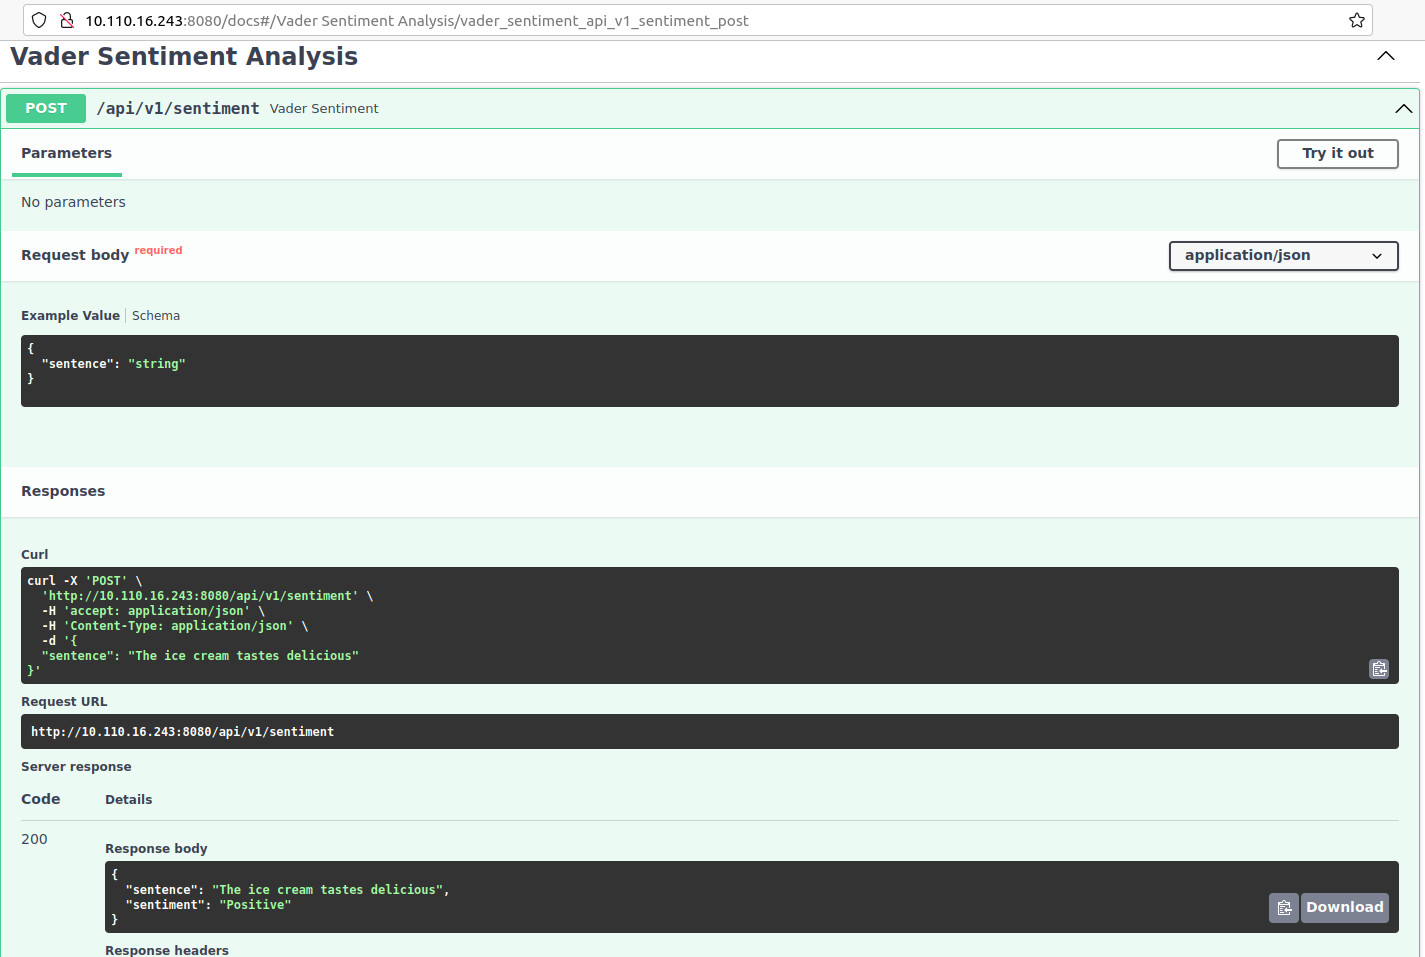 10.110.16.243:8080/docs#/Vader Sentiment Analysis/vader_sentiment_api_v1_sentiment_post
Vader Sentiment Analysis
POST /api/v1/sentiment Vader Sentiment
Parameters Try it out
No parameters
Request body required application/json
Example Value | Schema
{
"sentence": "string"
}
Responses
Curl
curl -X 'POST' \
'http://10.110.16.243:8080/api/v1/sentiment' \
-H 'accept: application/json' \
-H 'Content-Type: application/json' \
-d '{
"sentence": "The ice cream tastes delicious"
}'
Request URL
http://10.110.16.243:8080/api/v1/sentiment
Server response
Code Details
200
Response body
{
"sentence": "The ice cream tastes delicious",
"sentiment": "Positive"
}
Download
Response headers